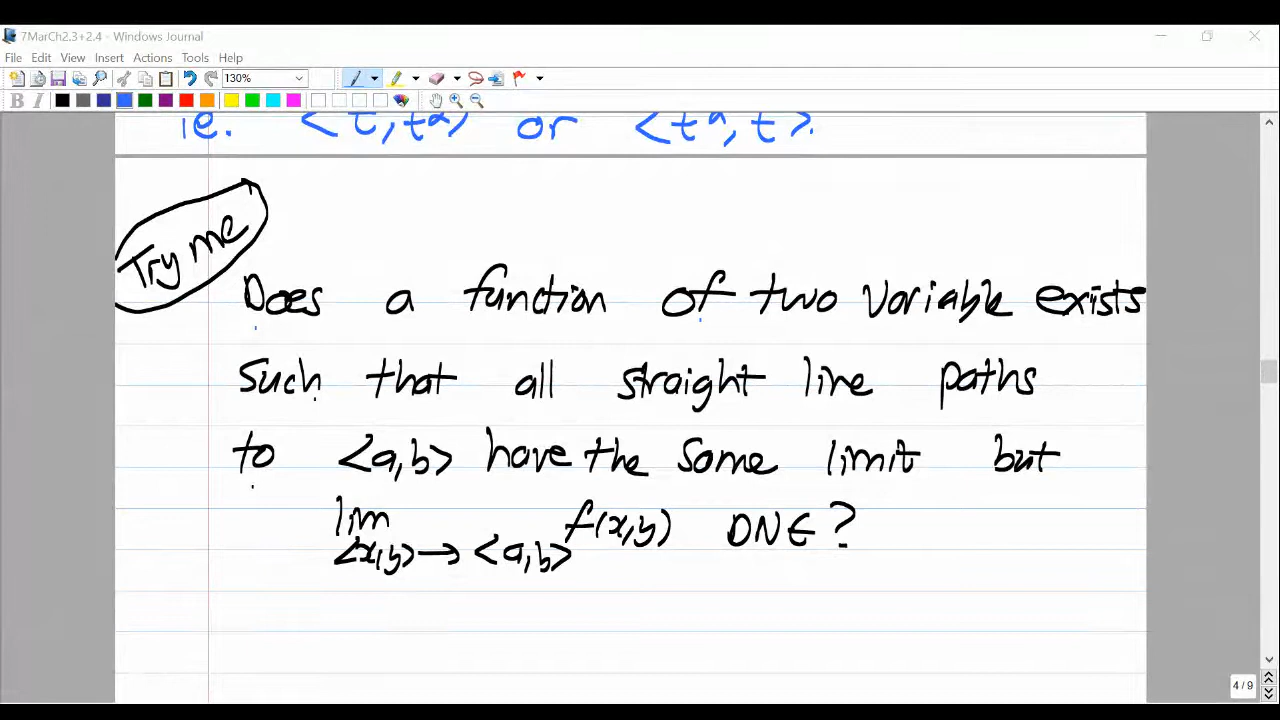 7MarCh2.3+2.4 - Windows Journal
File Edit View Insert Actions Tools Help
130%
B I
ie. <t,tᵅ> or <tᵅ,t>.
Try me
Does a function of two variable exists
Such that all straight line paths
to <a,b> have the same limit but
lim f(x,y) DNE?
<x,y>→<a,b>
4/9